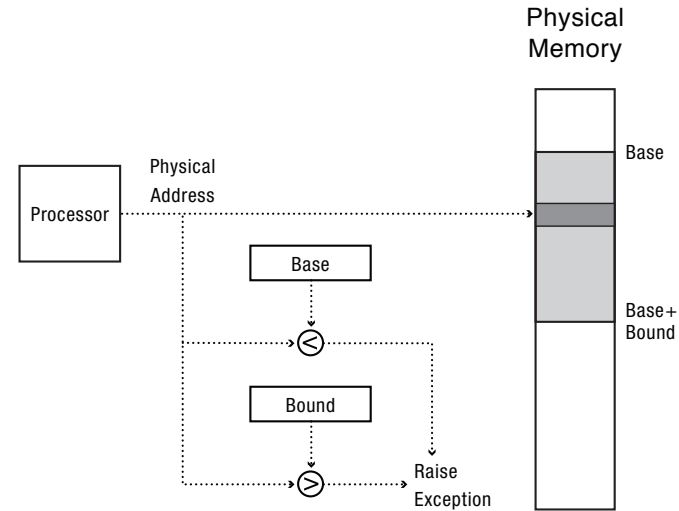 Physical
Memory
Base
Physical
Address
Processor
Base
<
Base+
Bound
Bound
>
Raise
Exception